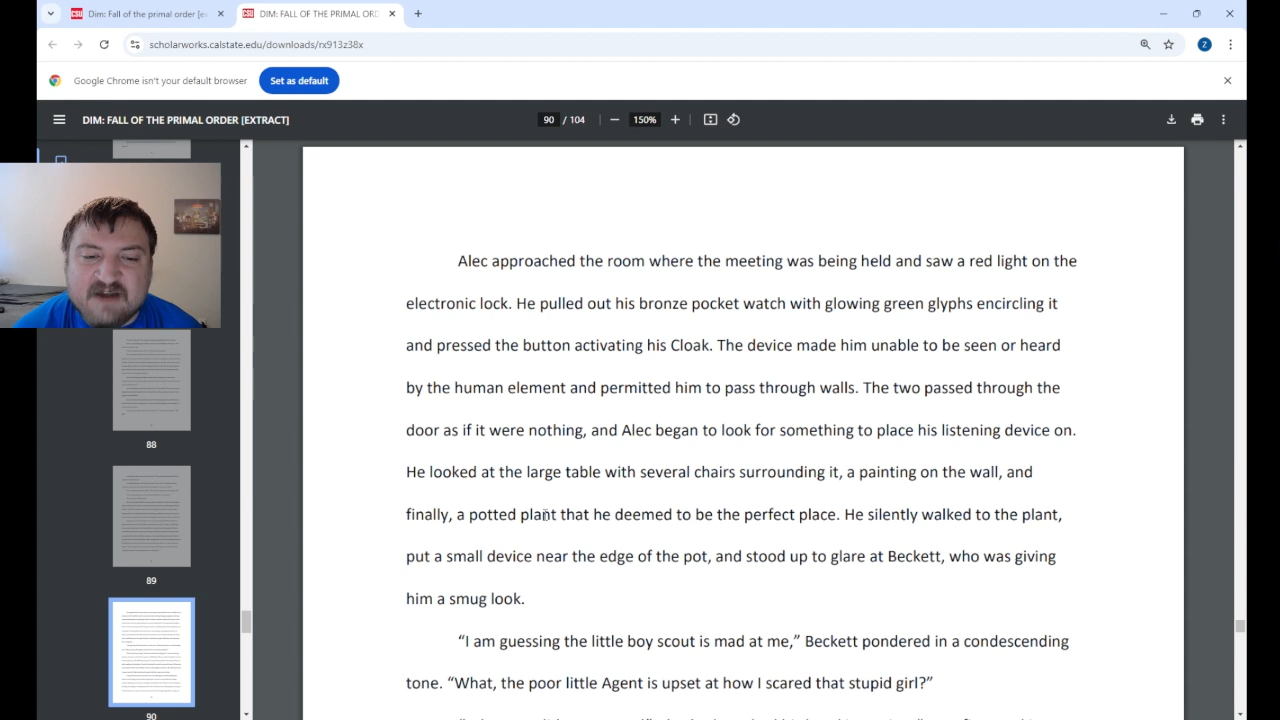 Dim: Fall of the primal order [e
DIM: FALL OF THE PRIMAL ORD
scholarworks.calstate.edu/downloads/rx913z38x
Z
Google Chrome isn't your default browser
Set as default
DIM: FALL OF THE PRIMAL ORDER [EXTRACT]
90 / 104
150%
88
89
90
Alec approached the room where the meeting was being held and saw a red light on the
electronic lock. He pulled out his bronze pocket watch with glowing green glyphs encircling it
and pressed the button activating his Cloak. The device made him unable to be seen or heard
by the human element and permitted him to pass through walls. The two passed through the
door as if it were nothing, and Alec began to look for something to place his listening device on.
He looked at the large table with several chairs surrounding it, a painting on the wall, and
finally, a potted plant that he deemed to be the perfect place. He silently walked to the plant,
put a small device near the edge of the pot, and stood up to glare at Beckett, who was giving
him a smug look.
“I am guessing the little boy scout is mad at me,” Beckett pondered in a condescending
tone. “What, the poor little Agent is upset at how I scared that stupid girl?”